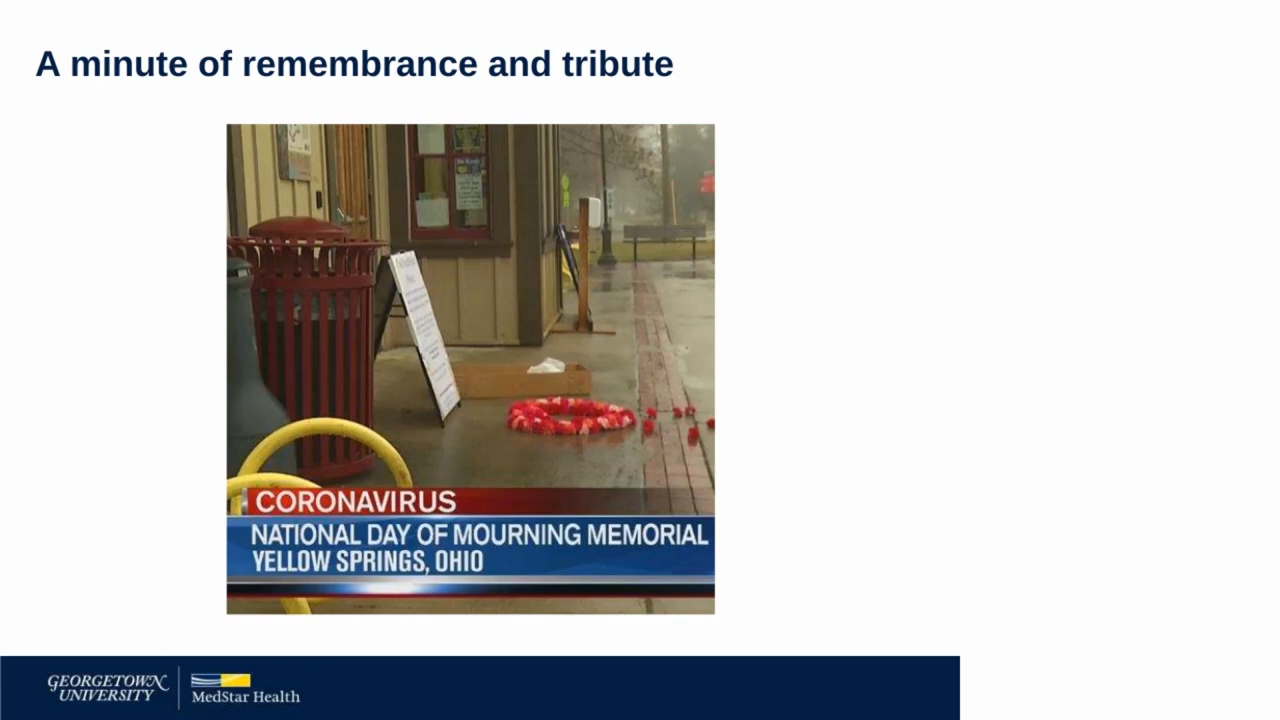 A minute of remembrance and tribute
CORONAVIRUS
NATIONAL DAY OF MOURNING MEMORIAL
YELLOW SPRINGS, OHIO
GEORGETOWN
UNIVERSITY
MedStar Health